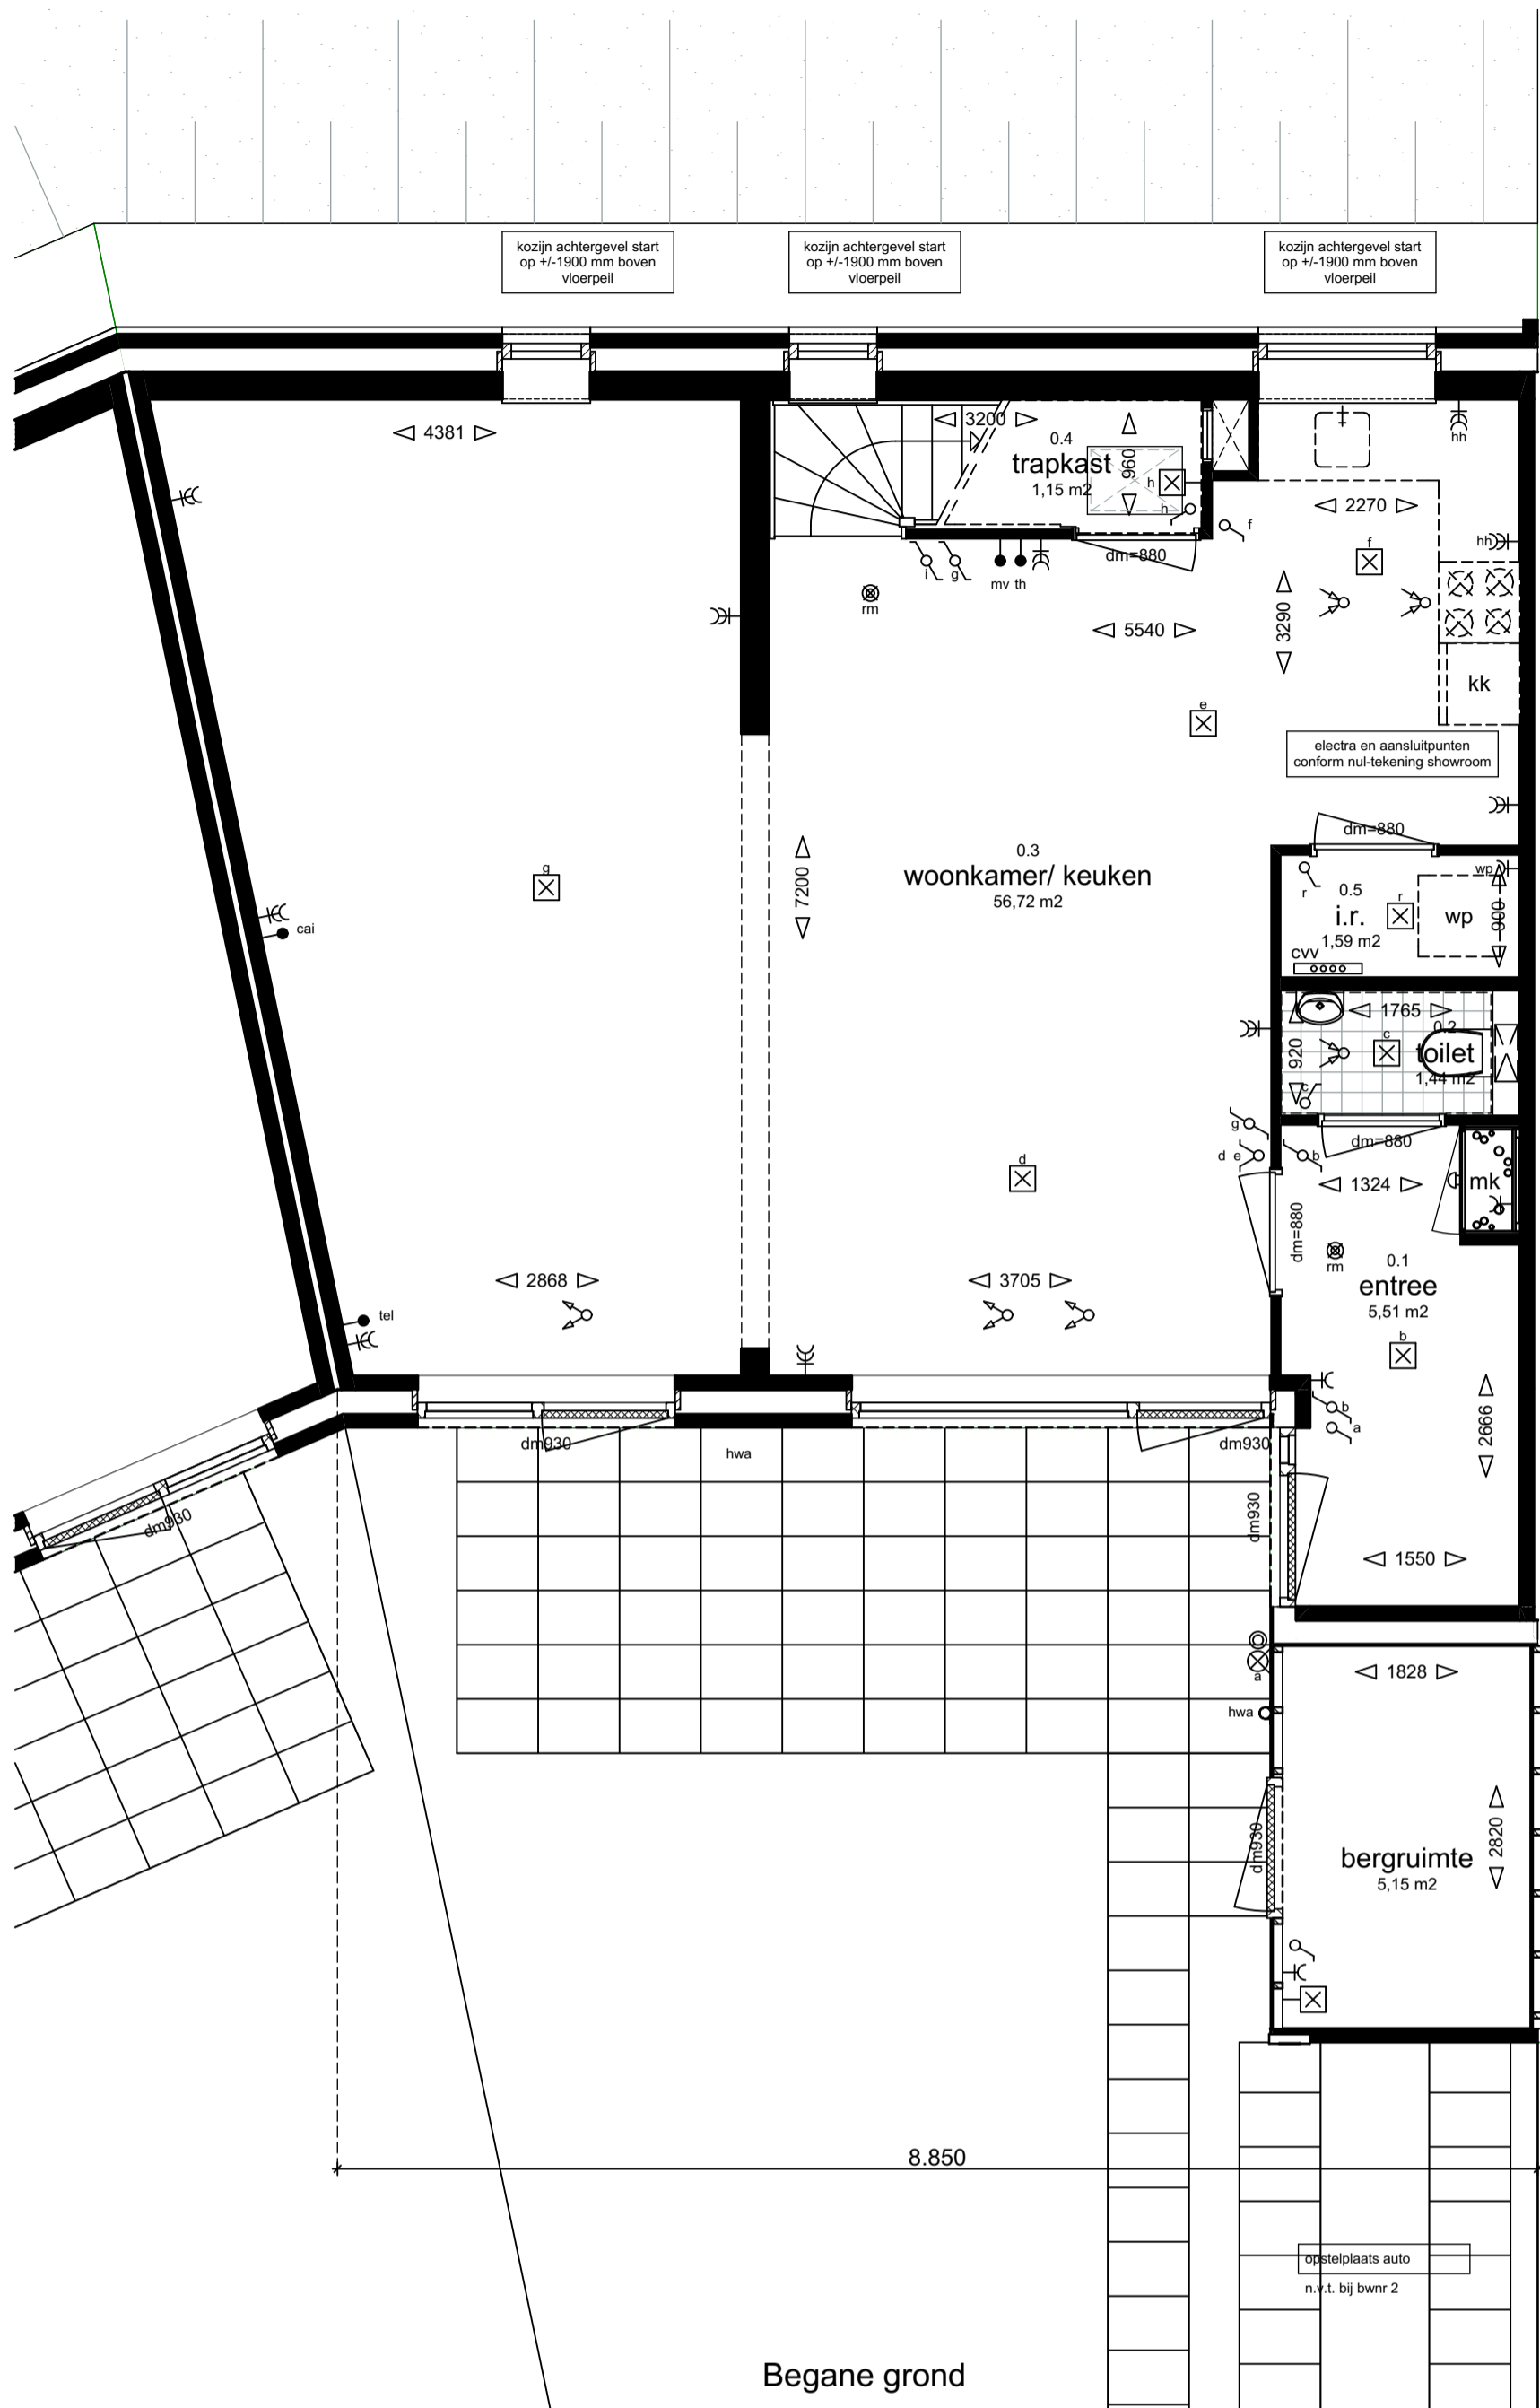 kozijn achtergevel start
op +/-1900 mm boven
vloerpeil
kozijn achtergevel start
op +/-1900 mm boven
vloerpeil
kozijn achtergevel start
op +/-1900 mm boven
vloerpeil
4381
3200
0.4
trapkast
1,15 m2
960
h
h
f
hh
2270
f
hh
i
g
mv
th
dm=880
rm
5540
3290
kk
e
electra en aansluitpunten
conform nul-tekening showroom
dm=880
g
0.3
woonkamer/ keuken
56,72 m2
7200
r
0.5
i.r.
1,59 m2
r
wp
wp
900
cvv
cai
1765
0.2
c
toilet
1,44 m2
920
c
g
d e
b
dm=880
d
1324
mk
dm=880
rm
0.1
entree
5,51 m2
2868
3705
tel
b
b
a
2666
dm930
hwa
dm930
dm930
dm930
1550
a
hwa
1828
dm930
bergruimte
5,15 m2
2820
8.850
opstelplaats auto
n.v.t. bij bwnr 2
Begane grond